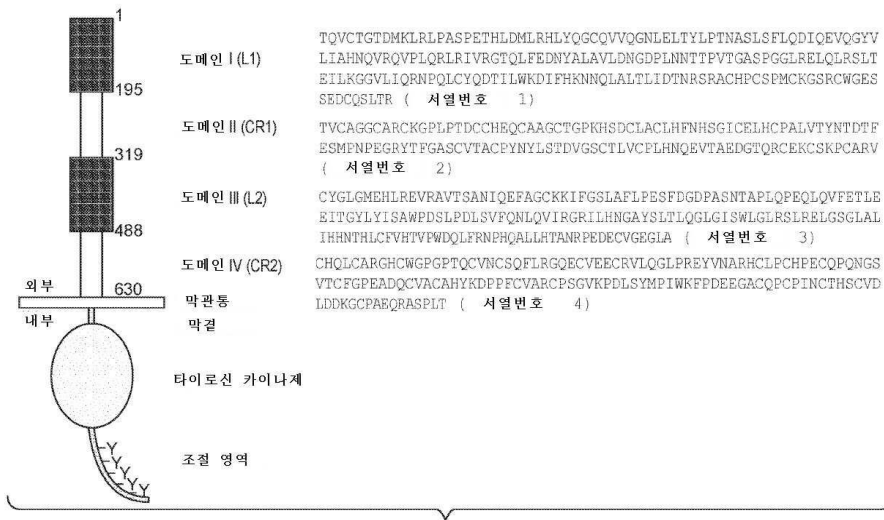 1
도메인 I (L1)
TQVCTGTDMKLRLPASPETHLDMLRHLYQGCQVVQGNLELTYLPTNASLSFLQDIQEVQGYV
LIAHNQVRQVPLQRLRIVRGTQLFEDNYALAVLDNGDPLNNTTPVTGASPGGLRELQLRSLT
EILKGGVLIQRNPQLCYQDTILWKDIFHKNNQLALTLIDTNRSRACHPCSPMCKGSRCWGES
SEDCQSLTR ( 서열번호 1)
195
도메인 II (CR1)
TVCAGGCARCKGPLPTDCCHEQCAAGCTGPKHSDCLACLHFNHSGICELHCPALVTYNTDTF
ESMPNPEGRYTFGASCVTACPYNYLSTDVGSCTLVCPLHNQEVTAEDGTQRCEKCSKPCARV
( 서열번호 2)
319
도메인 III (L2)
CYGLGMEHLREVRAVTSANIQEFAGCKKIFGSLAFLPESFDGDPASNTAPLQPEQLQVFETLE
EITGYLYISAWPDSLPDLSVFQNLQVIRGRILHNGAYSLTLQGLGISWLGLRSLRELGSGLAL
IHHNTHLCFVHTVPWDQLFRNPHQALLHTANRPEDECVGEGLA ( 서열번호 3)
488
도메인 IV (CR2)
CHQLCARGHCWGPGPTQCVNCSQFLRGQECVEECRVLQGLPREYVNARHCLPCHPECQPQNGS
VTCFGPEADQCVACAHYKDPPFCVARCPSGVKPDLSYMPIWKFPDEEGACQPCPINCTHSCVD
LDDKGCPAEQRASPLT ( 서열번호 4)
외부
630
막관통
내부
막결
타이로신 카이나제
조절 영역
Y
Y
Y
Y
Y